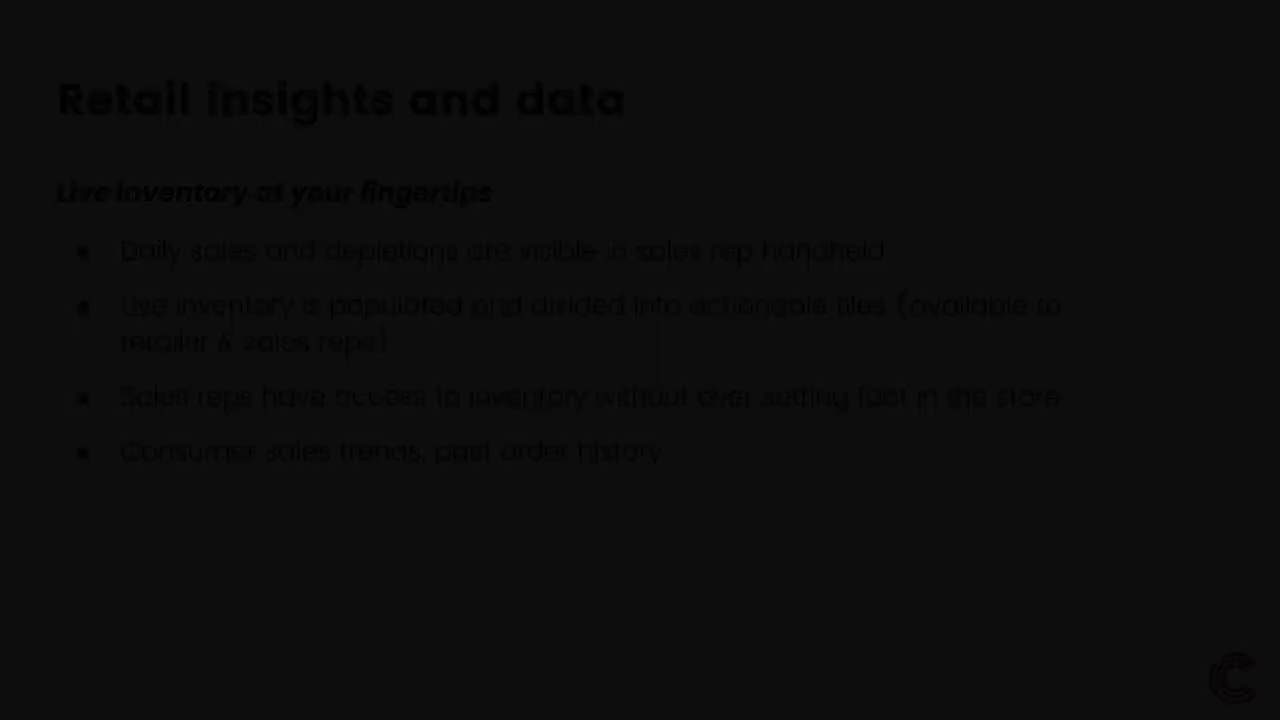 Retail insights and data
Live inventory at your fingertips
● Daily sales and depletions are visible in sales rep handheld
● Live inventory is populated and divided into actionable tiles (available to
retailer & sales reps)
● Sales reps have access to inventory without ever setting foot in the store
● Consumer sales trends, past order history